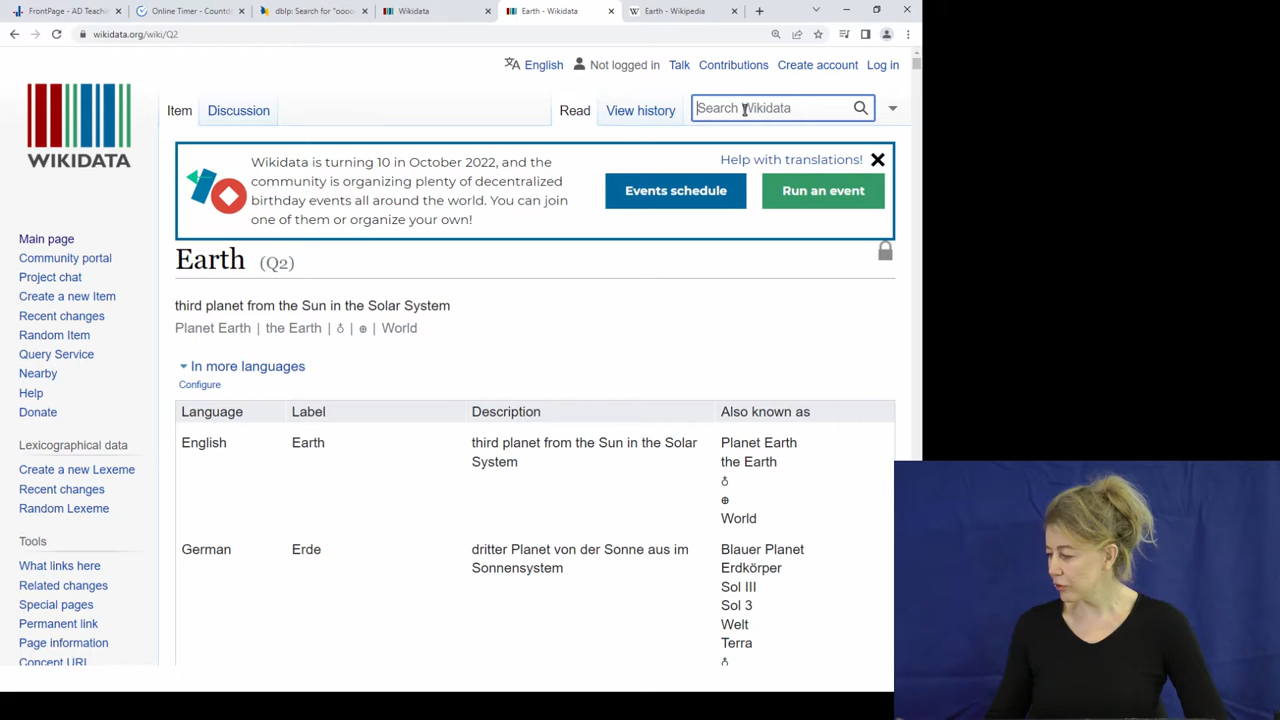 FrontPage - AD Teachi
Online Timer - Countd
dblp: Search for "oooo
Wikidata
Earth - Wikidata
Earth - Wikipedia
wikidata.org/wiki/Q2
English
Not logged in
Talk
Contributions
Create account
Log in
WIKIDATA
Item
Discussion
Read
View history
Search Wikidata
Wikidata is turning 10 in October 2022, and the
community is organizing plenty of decentralized
birthday events all around the world. You can join
one of them or organize your own!
Help with translations!
Events schedule
Run an event
Main page
Community portal
Project chat
Create a new Item
Recent changes
Random Item
Query Service
Nearby
Help
Donate
Lexicographical data
Create a new Lexeme
Recent changes
Random Lexeme
Tools
What links here
Related changes
Special pages
Permanent link
Page information
Concept URI
Earth (Q2)
third planet from the Sun in the Solar System
Planet Earth | the Earth | ♁ | ⊕ | World
In more languages
Configure
Language Label Description Also known as
English Earth third planet from the Sun in the Solar Planet Earth
System the Earth
♁
⊕
World
German Erde dritter Planet von der Sonne aus im Blauer Planet
Sonnensystem Erdkörper
Sol III
Sol 3
Welt
Terra
♁